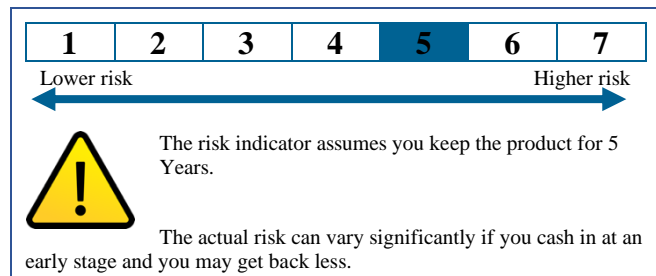 1 2 3 4 5 6 7
Lower risk Higher risk
The risk indicator assumes you keep the product for 5
Years.
The actual risk can vary significantly if you cash in at an
early stage and you may get back less.